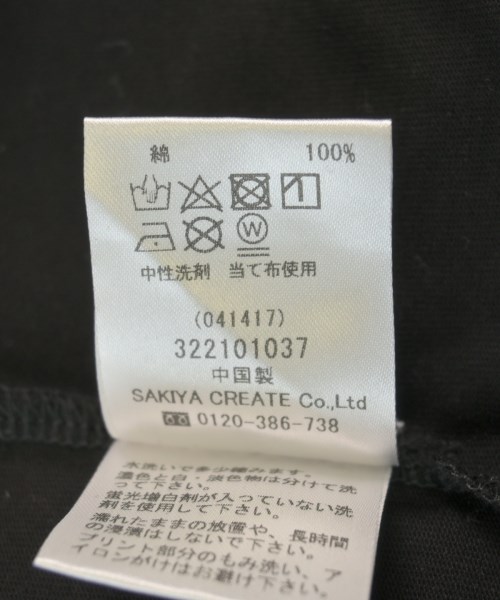 綿 100%
W
中性洗剤 当て布使用
(041417)
322101037
中国製
SAKIYA CREATE Co.,Ltd
0120-386-738
水洗いで多少縮みます。
濃色と白・淡色物は分けて洗
って下さい。
蛍光増白剤が入っていない洗
剤を使用して下さい。
濡れたままの放置や、長時間
の浸漬はしないで下さい。
プリント部分のもみ洗い、ア
イロンがけはお避け下さい。